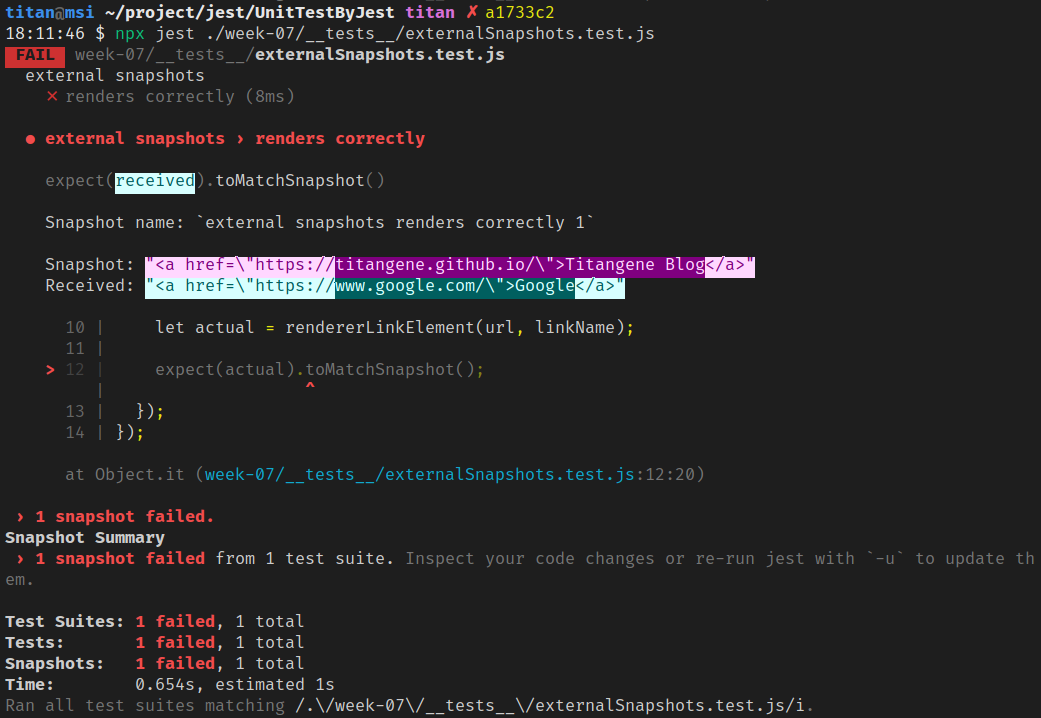 titan@msi ~/project/jest/UnitTestByJest titan ✗ a1733c2
18:11:46 $ npx jest ./week-07/__tests__/externalSnapshots.test.js
FAIL week-07/__tests__/externalSnapshots.test.js
external snapshots
✕ renders correctly (8ms)
● external snapshots › renders correctly
expect(received).toMatchSnapshot()
Snapshot name: `external snapshots renders correctly 1`
Snapshot: "<a href=\"https://titangene.github.io/\">Titangene Blog</a>"
Received: "<a href=\"https://www.google.com/\">Google</a>"
10 |     let actual = rendererLinkElement(url, linkName);
11 |
> 12 |     expect(actual).toMatchSnapshot();
|                    ^
13 |   });
14 | });
at Object.it (week-07/__tests__/externalSnapshots.test.js:12:20)
› 1 snapshot failed.
Snapshot Summary
› 1 snapshot failed from 1 test suite. Inspect your code changes or re-run jest with `-u` to update th
em.
Test Suites: 1 failed, 1 total
Tests:       1 failed, 1 total
Snapshots:   1 failed, 1 total
Time:        0.654s, estimated 1s
Ran all test suites matching /.\/week-07\/__tests__\/externalSnapshots.test.js/i.